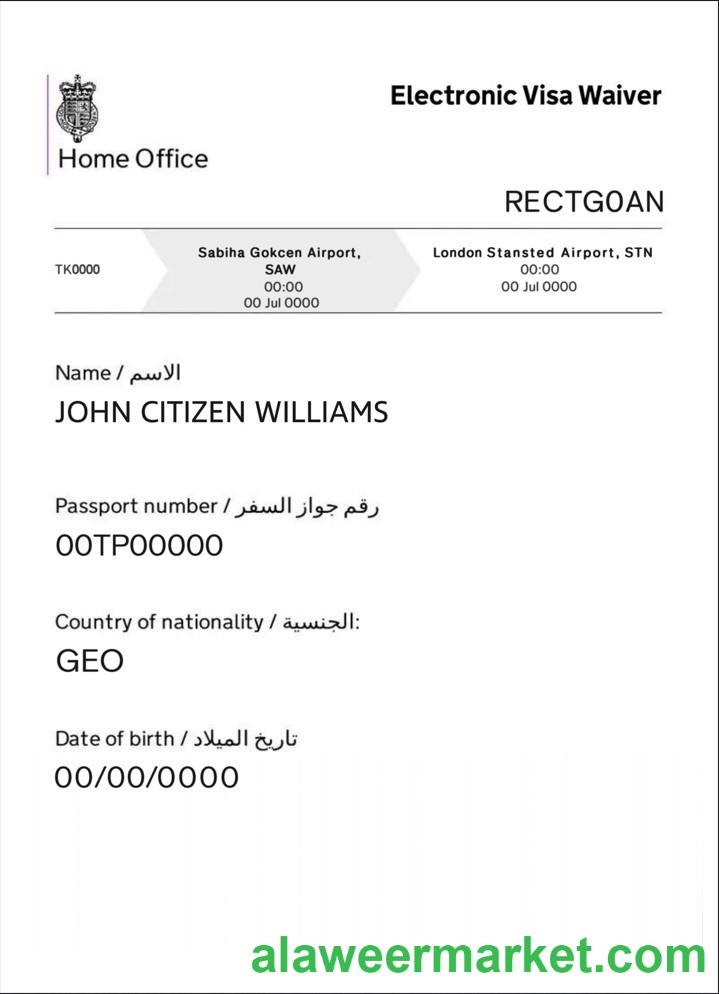 Electronic Visa Waiver
Home Office
RECTG0AN
TK0000
Sabiha Gokcen Airport,
SAW
00:00
00 Jul 0000
London Stansted Airport, STN
00:00
00 Jul 0000
Name / الاسم
JOHN CITIZEN WILLIAMS
Passport number / رقم جواز السفر
00TP00000
Country of nationality / الجنسية:
GEO
Date of birth / تاريخ الميلاد
00/00/0000
alaweermarket.com